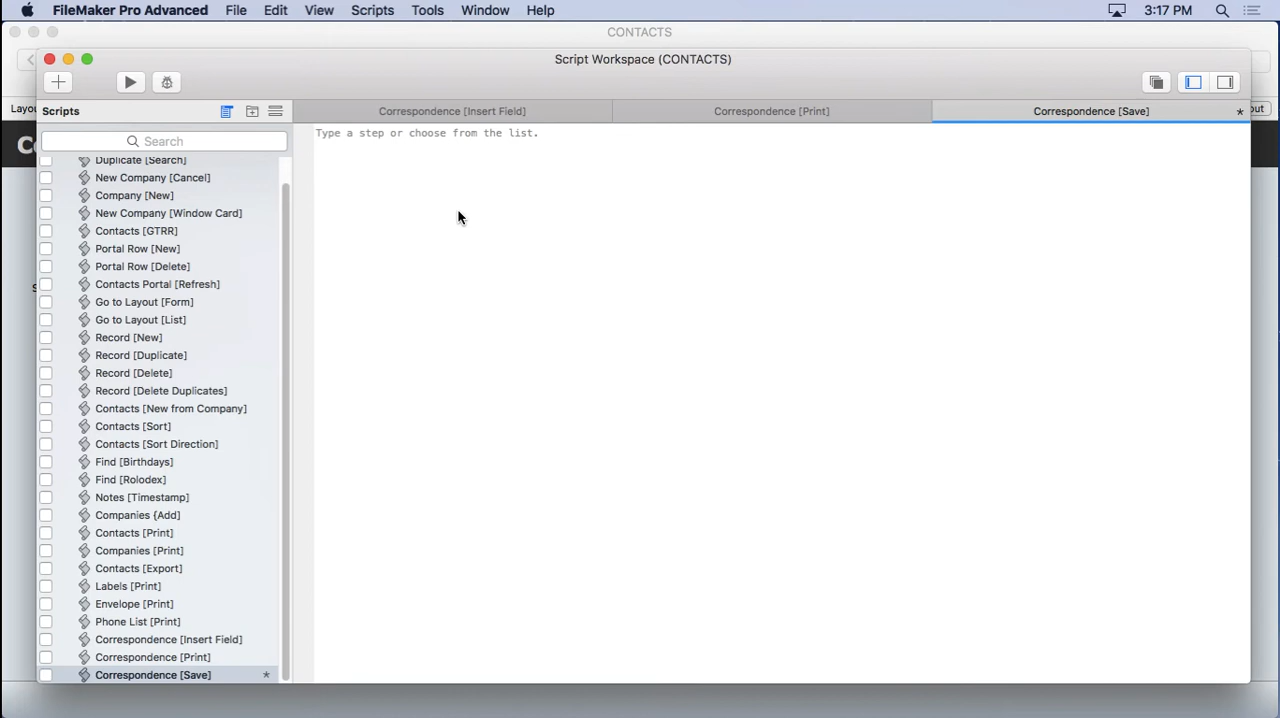 FileMaker Pro Advanced File Edit View Scripts Tools Window Help 3:17 PM
CONTACTS
Script Workspace (CONTACTS)
Layou
out
Scripts
Correspondence [Insert Field] Correspondence [Print] Correspondence [Save] *
Search
Type a step or choose from the list.
Duplicate [Search]
New Company [Cancel]
Company [New]
New Company [Window Card]
Contacts [GTRR]
Portal Row [New]
Portal Row [Delete]
Contacts Portal [Refresh]
Go to Layout [Form]
Go to Layout [List]
Record [New]
Record [Duplicate]
Record [Delete]
Record [Delete Duplicates]
Contacts [New from Company]
Contacts [Sort]
Contacts [Sort Direction]
Find [Birthdays]
Find [Rolodex]
Notes [Timestamp]
Companies {Add]
Contacts [Print]
Companies [Print]
Contacts [Export]
Labels [Print]
Envelope [Print]
Phone List [Print]
Correspondence [Insert Field]
Correspondence [Print]
Correspondence [Save] *